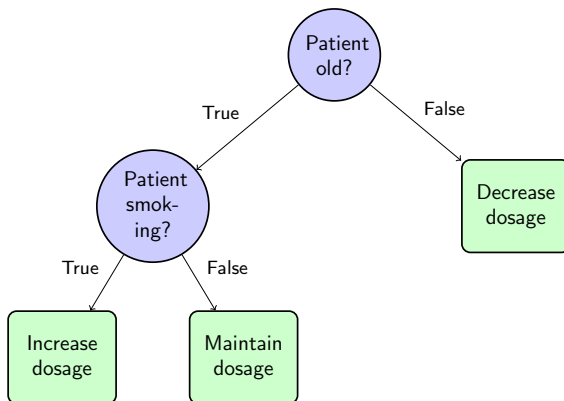 Patient
old?
True
False
Patient
smok-
ing?
Decrease
dosage
True
False
Increase
dosage
Maintain
dosage